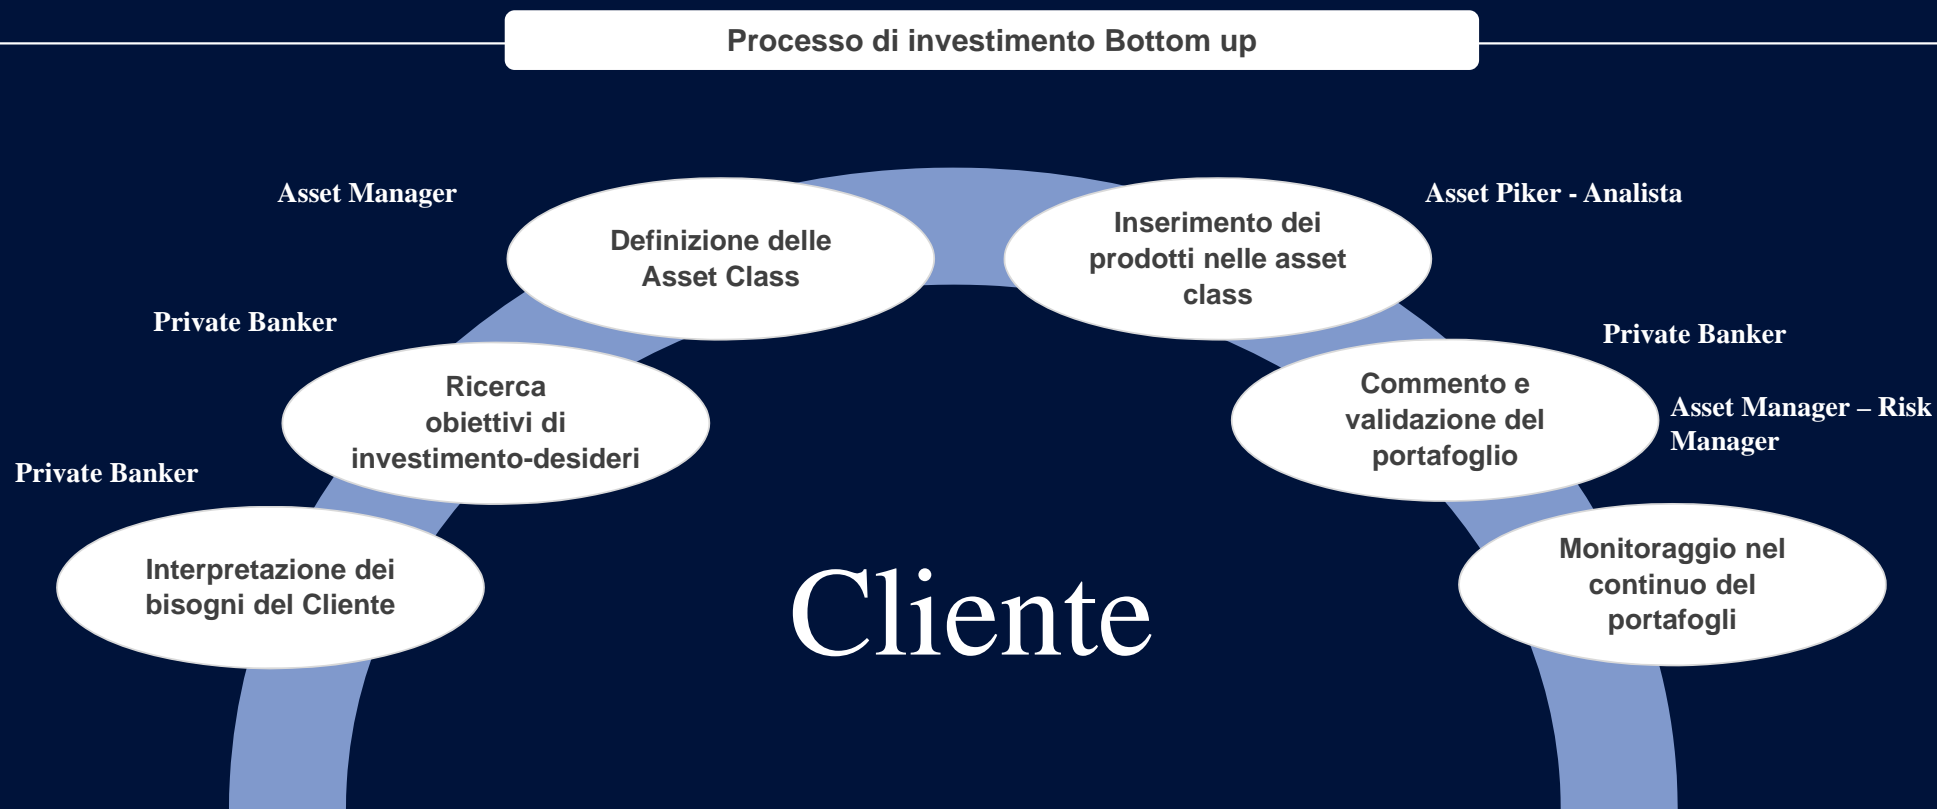 Processo di investimento Bottom up
Asset Manager
Definizione delle
Asset Class
Inserimento dei
prodotti nelle asset
class
Asset Piker - Analista
Private Banker
Ricerca
obiettivi di
investimento-desideri
Private Banker
Commento e
validazione del
portafoglio
Asset Manager – Risk
Manager
Private Banker
Interpretazione dei
bisogni del Cliente
Cliente
Monitoraggio nel
continuo del
portafogli